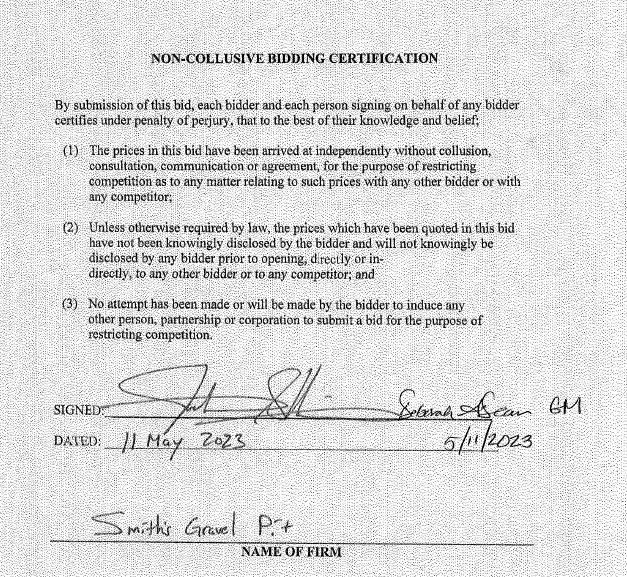 NON-COLLUSIVE BIDDING CERTIFICATION
By submission of this bid, each bidder and each person signing on behalf of any bidder
certifies under penalty of perjury, that to the best of their knowledge and belief;
(1) The prices in this bid have been arrived at independently without collusion,
consultation, communication or agreement, for the purpose of restricting
competition as to any matter relating to such prices with any other bidder or with
any competitor;
(2) Unless otherwise required by law, the prices which have been quoted in this bid
have not been knowingly disclosed by the bidder and will not knowingly be
disclosed by any bidder prior to opening, directly or in-
directly, to any other bidder or to any competitor; and
(3) No attempt has been made or will be made by the bidder to induce any
other person, partnership or corporation to submit a bid for the purpose of
restricting competition.
SIGNED: Deborah GM
DATED: 11 May 2023 5/11/2023
Smith's Gravel Pit
NAME OF FIRM